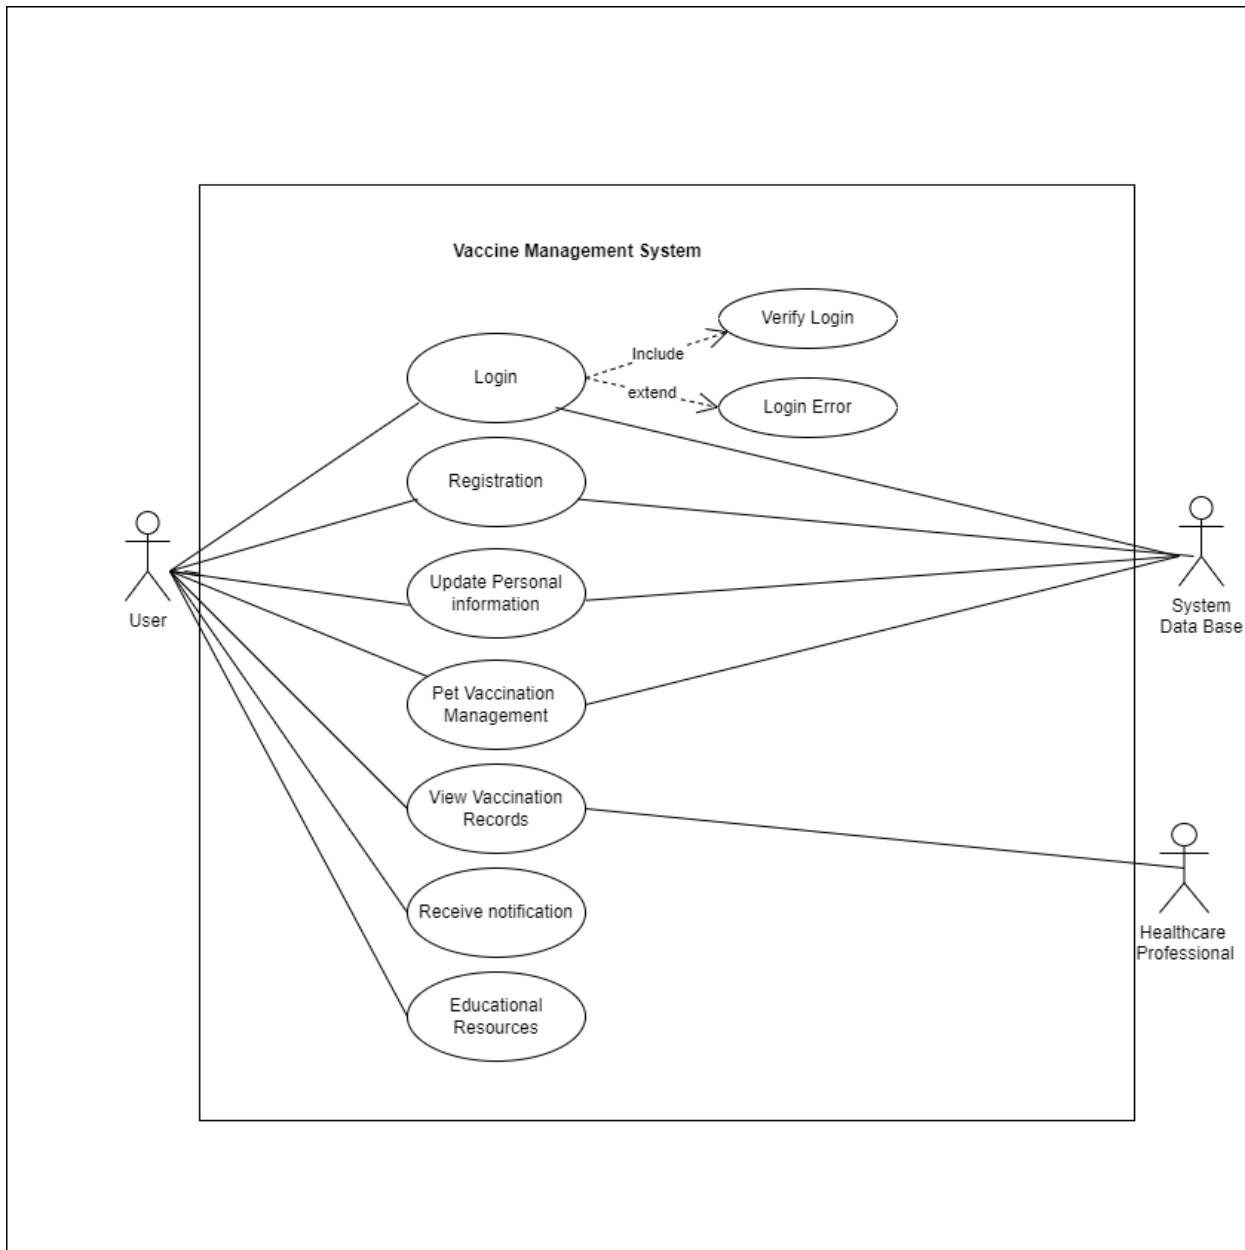 Vaccine Management System
Verify Login
Include
Login
extend
Login Error
Registration
Update Personal
information
User
System
Data Base
Pet Vaccination
Management
View Vaccination
Records
Receive notification
Healthcare
Professional
Educational
Resources